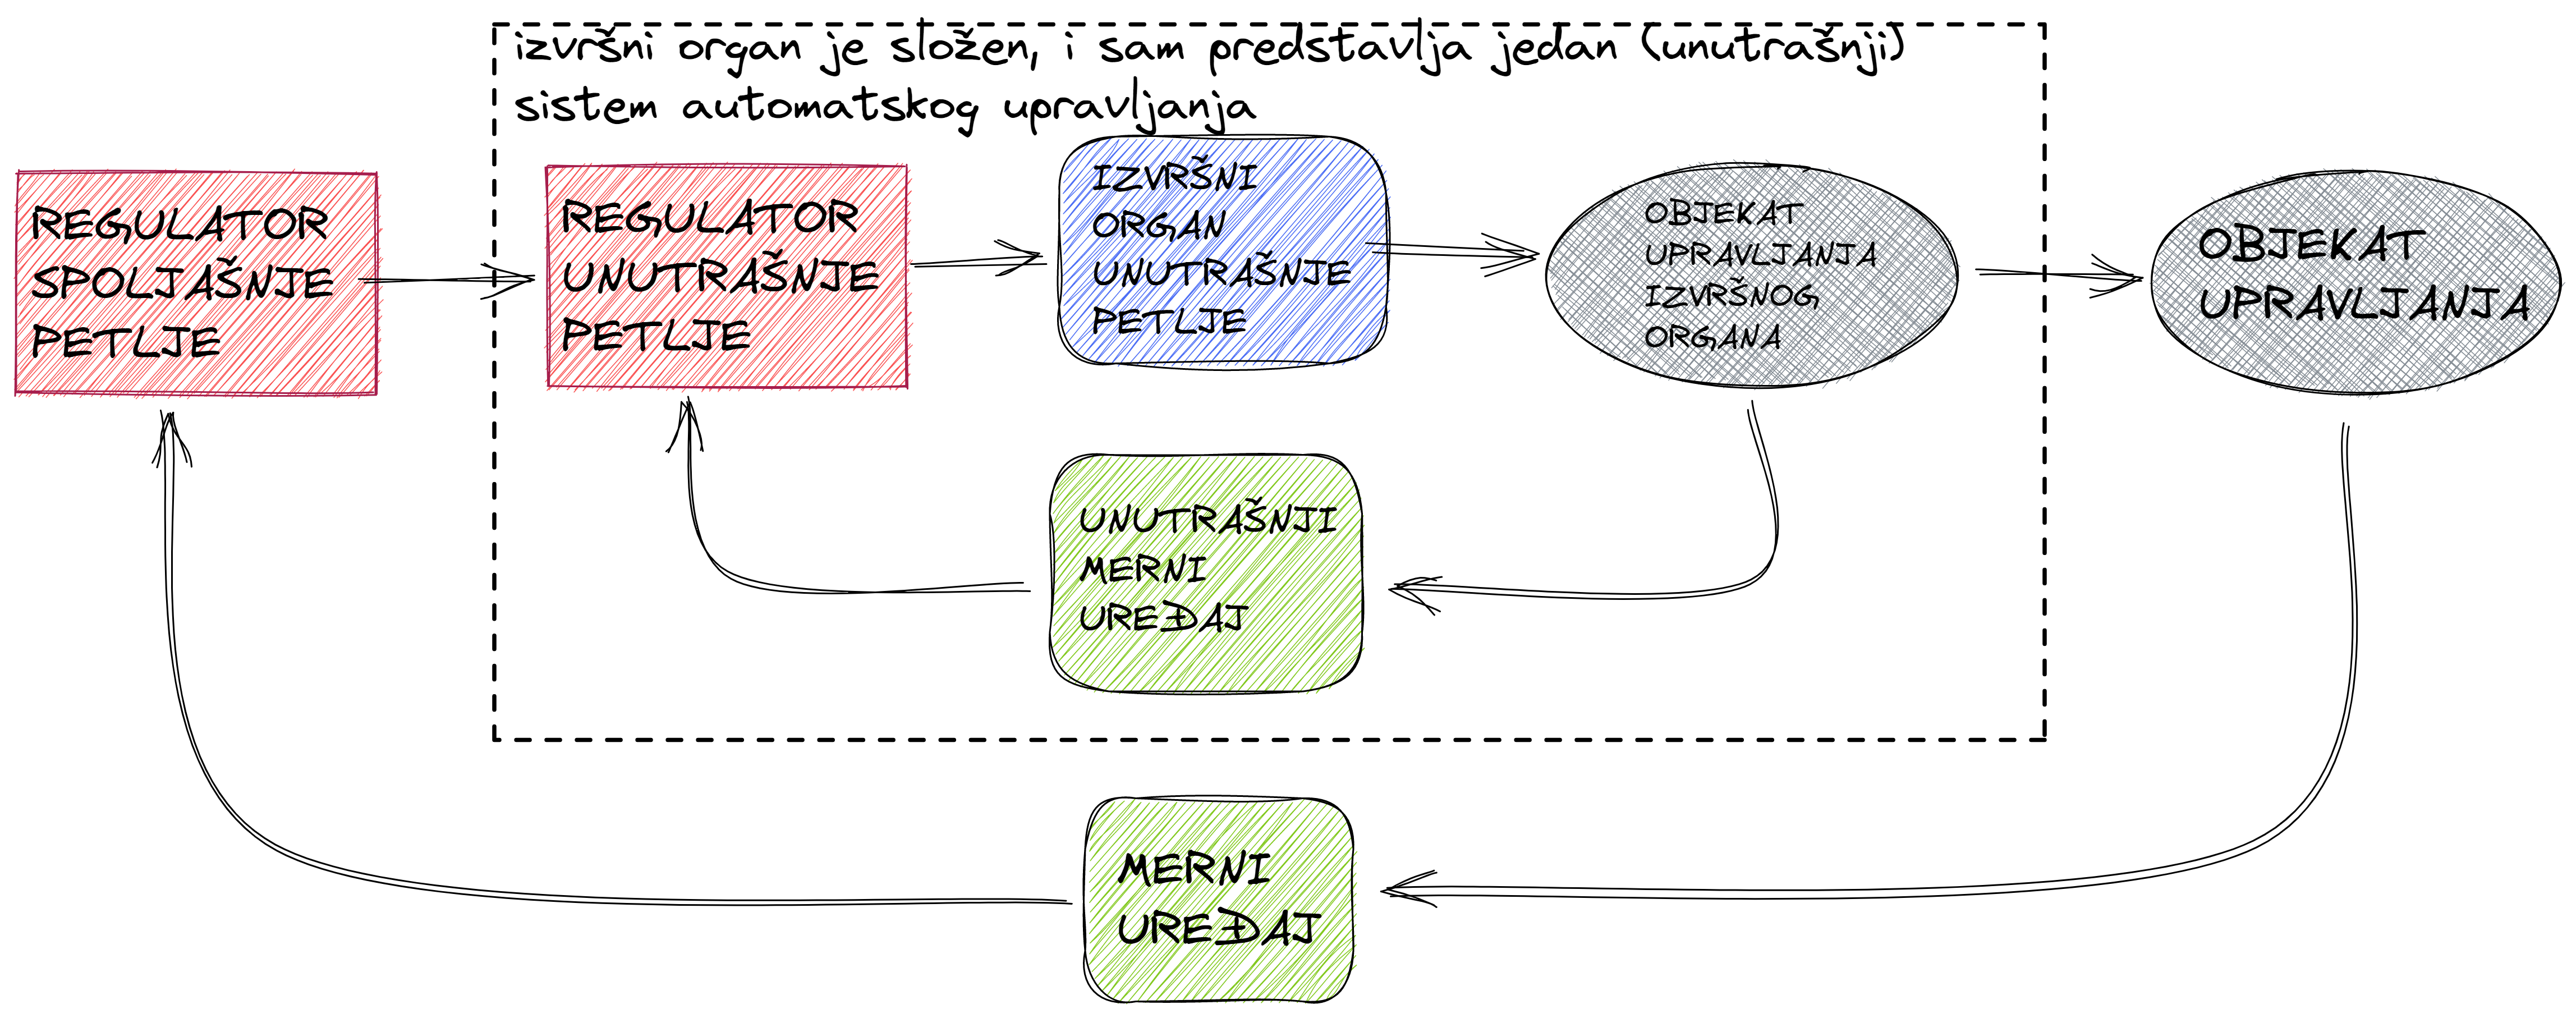 izvršni organ je složen, i sam predstavlja jedan (unutrašnji)
sistem automatskog upravljanja
REGULATOR
SPOLJAŠNJE
PETLJE
REGULATOR
UNUTRAŠNJE
PETLJE
IZVRŠNI
ORGAN
UNUTRAŠNJE
PETLJE
OBJEKAT
UPRAVLJANJA
IZVRŠNOG
ORGANA
OBJEKAT
UPRAVLJANJA
UNUTRAŠNJI
MERNI
UREĐAJ
MERNI
UREĐAJ